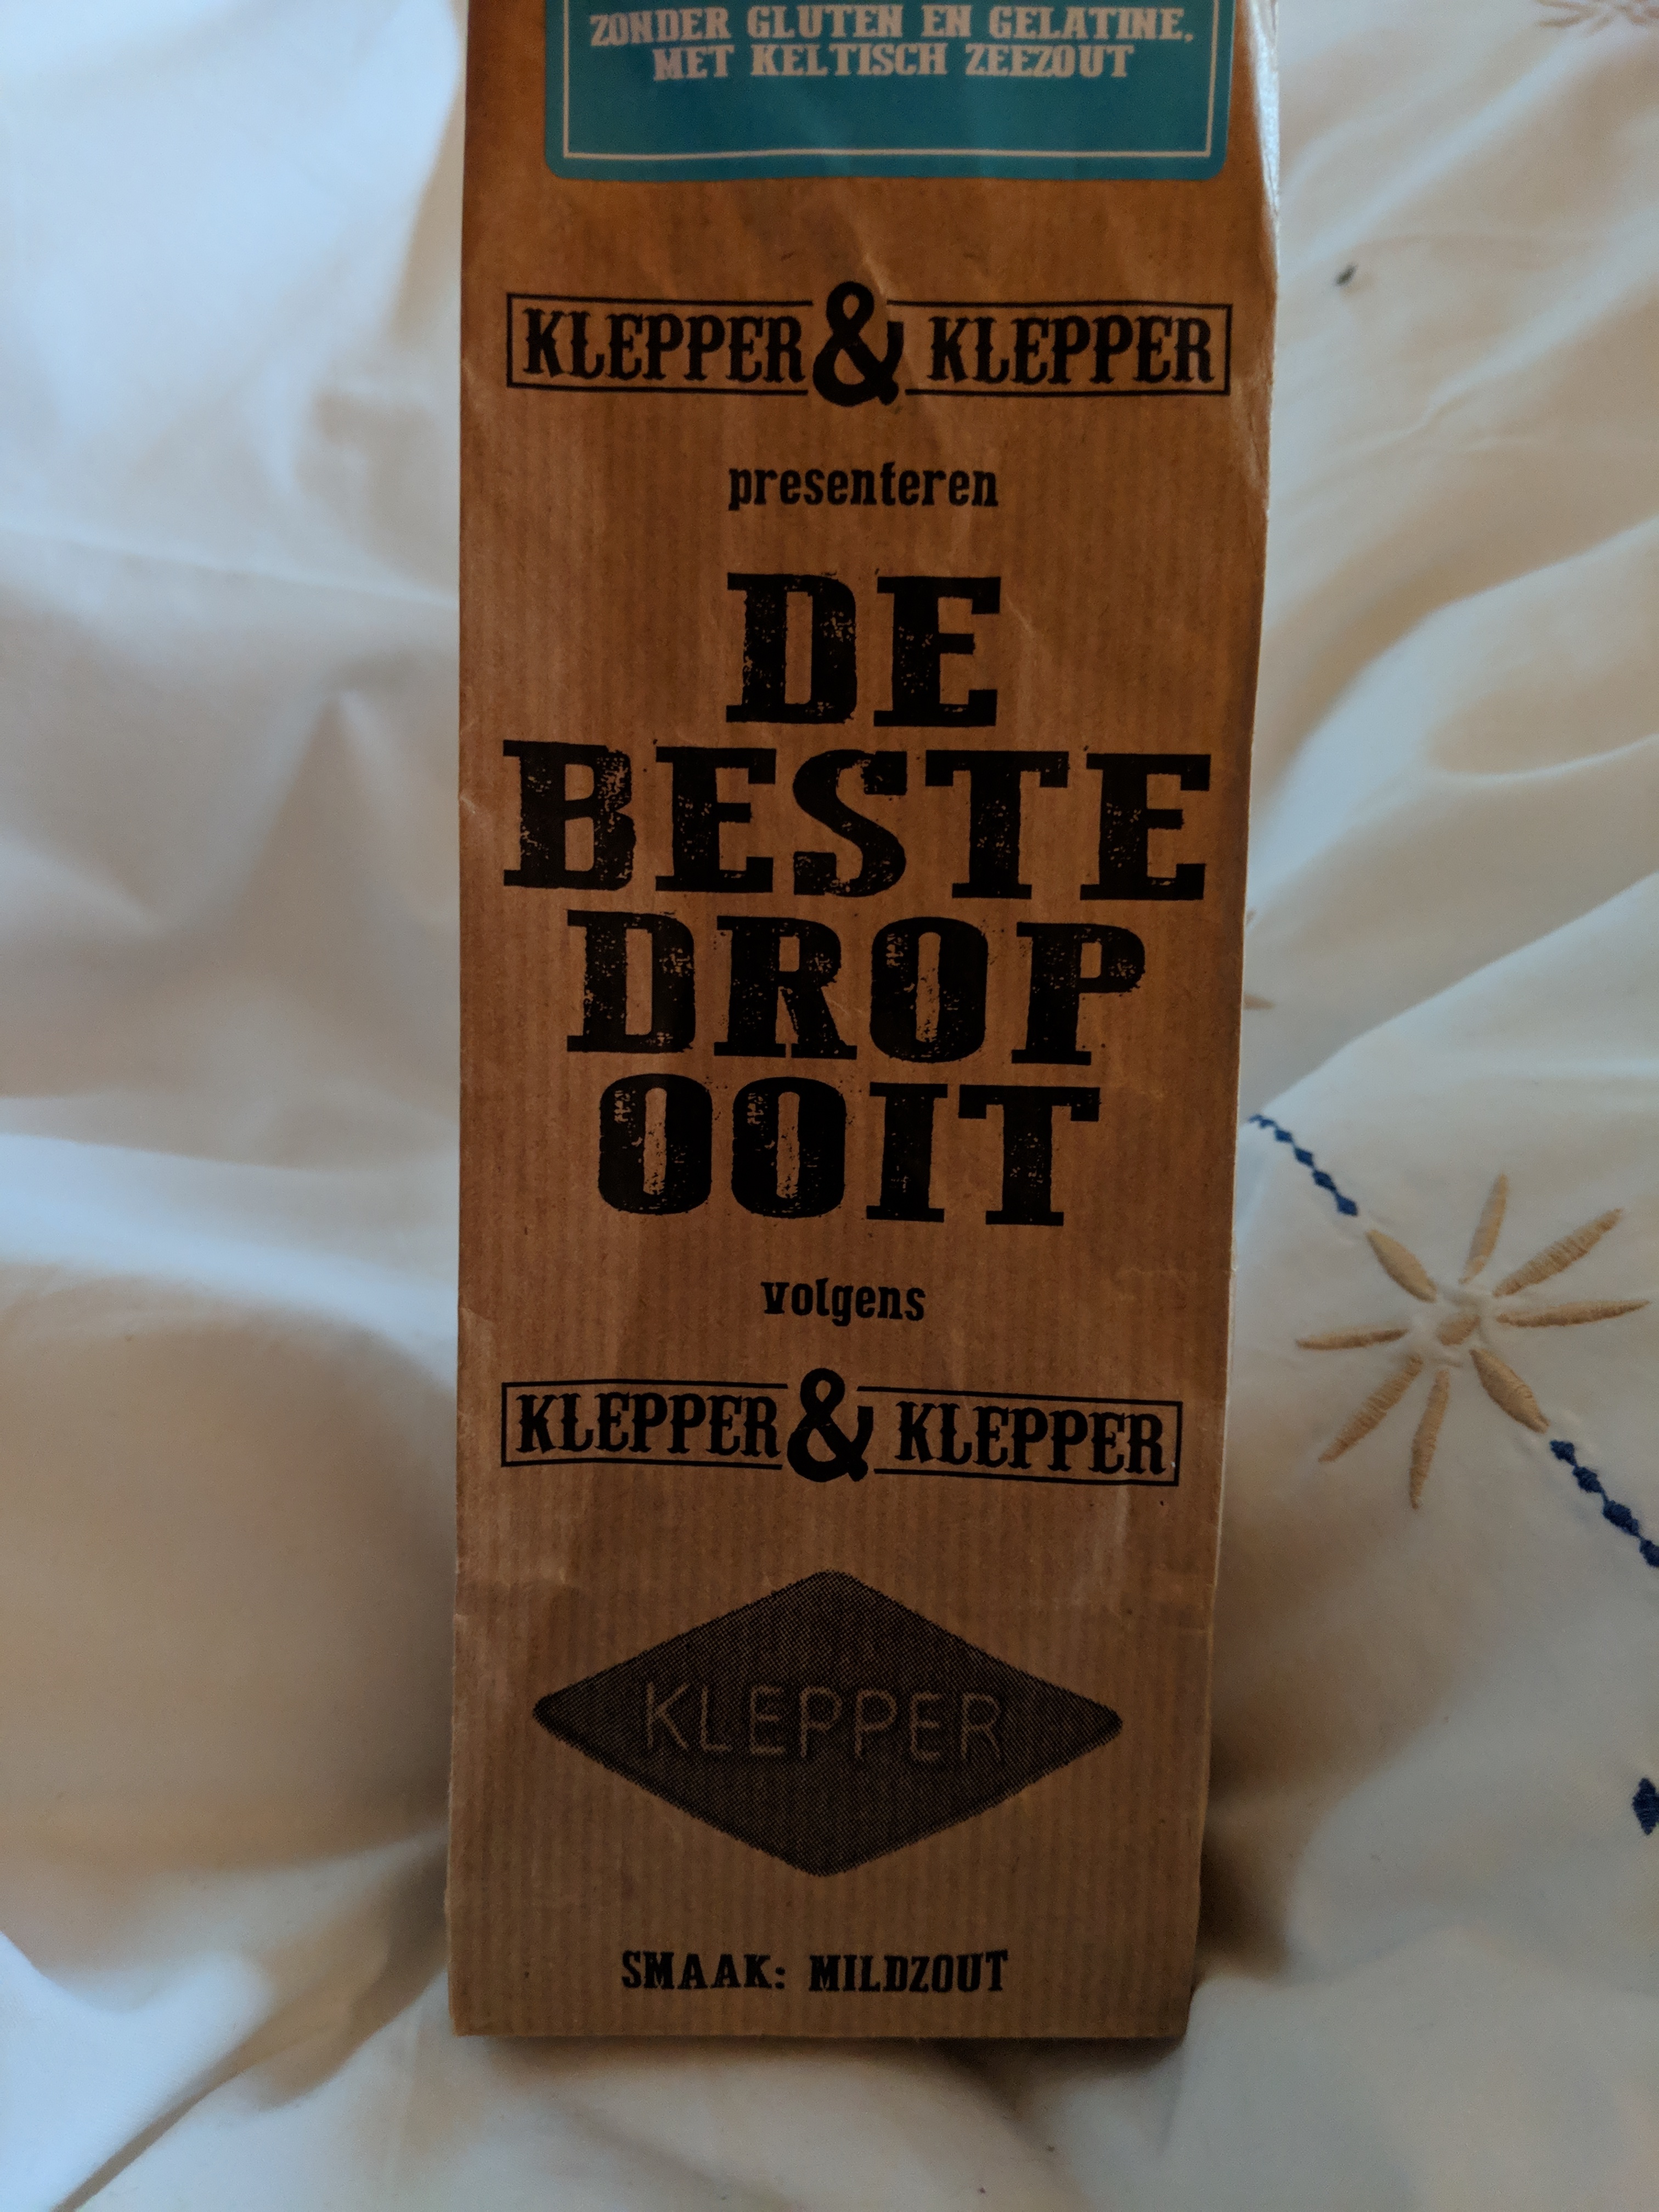 ZONDER GLUTEN EN GELATINE,
MET KELTISCH ZEEZOUT
KLEPPER & KLEPPER
presenteren
DE
BESTE
DROP
OOIT
volgens
KLEPPER & KLEPPER
KLEPPER
SMAAK: MILDZOUT